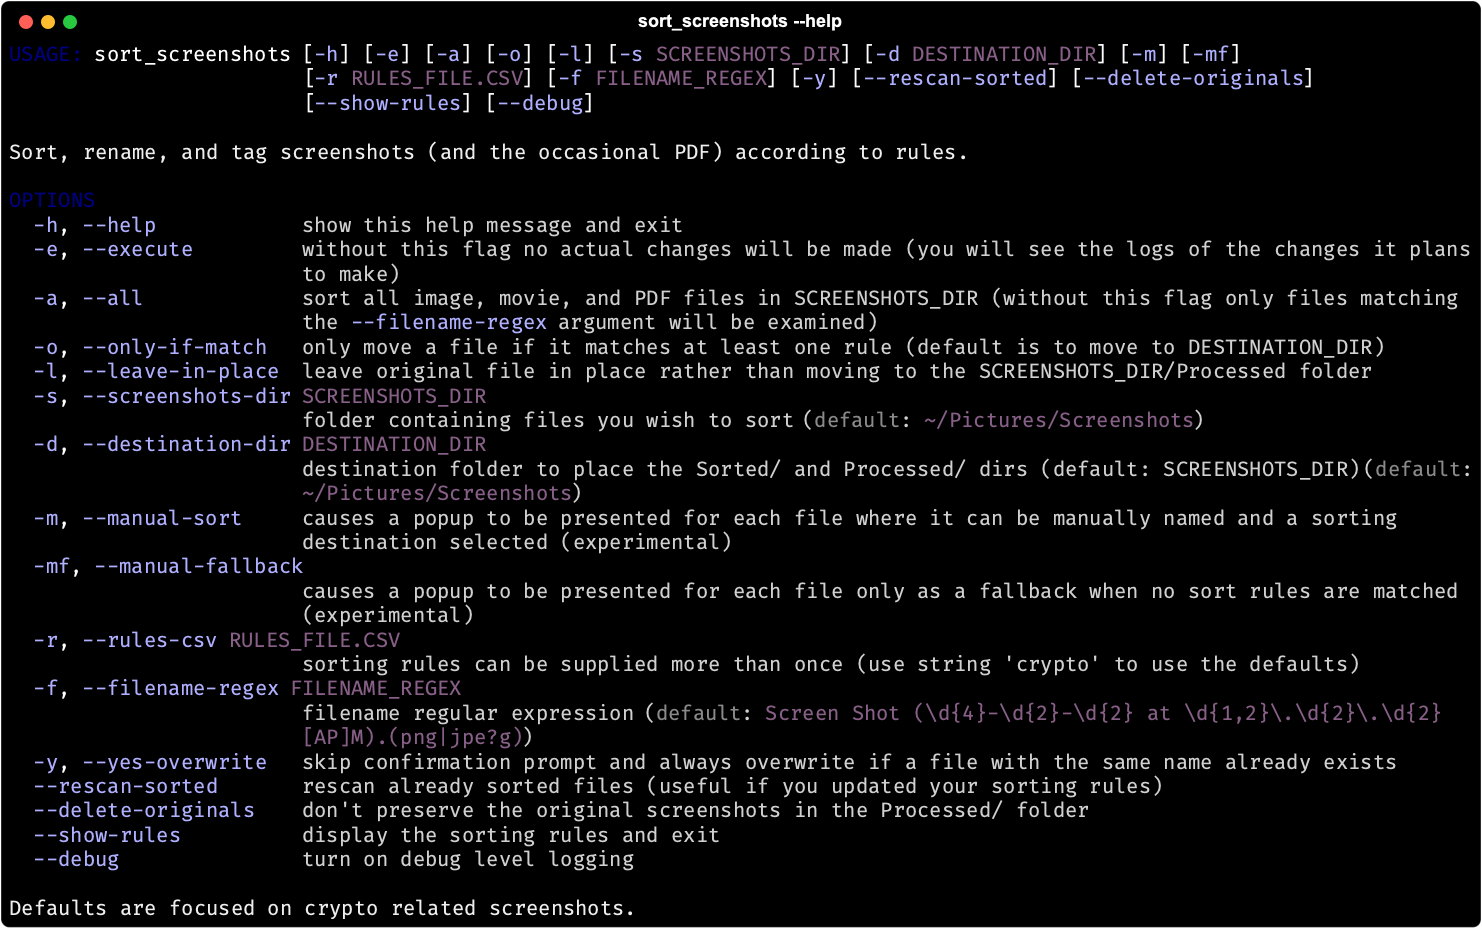 sort_screenshots --help
USAGE: sort_screenshots [-h] [-e] [-a] [-o] [-l] [-s SCREENSHOTS_DIR] [-d DESTINATION_DIR] [-m] [-mf]
[-r RULES_FILE.CSV] [-f FILENAME_REGEX] [-y] [--rescan-sorted] [--delete-originals]
[--show-rules] [--debug]
Sort, rename, and tag screenshots (and the occasional PDF) according to rules.
OPTIONS
-h, --help show this help message and exit
-e, --execute without this flag no actual changes will be made (you will see the logs of the changes it plans
to make)
-a, --all sort all image, movie, and PDF files in SCREENSHOTS_DIR (without this flag only files matching
the --filename-regex argument will be examined)
-o, --only-if-match only move a file if it matches at least one rule (default is to move to DESTINATION_DIR)
-l, --leave-in-place leave original file in place rather than moving to the SCREENSHOTS_DIR/Processed folder
-s, --screenshots-dir SCREENSHOTS_DIR
folder containing files you wish to sort (default: ~/Pictures/Screenshots)
-d, --destination-dir DESTINATION_DIR
destination folder to place the Sorted/ and Processed/ dirs (default: SCREENSHOTS_DIR)(default:
~/Pictures/Screenshots)
-m, --manual-sort causes a popup to be presented for each file where it can be manually named and a sorting
destination selected (experimental)
-mf, --manual-fallback
causes a popup to be presented for each file only as a fallback when no sort rules are matched
(experimental)
-r, --rules-csv RULES_FILE.CSV
sorting rules can be supplied more than once (use string 'crypto' to use the defaults)
-f, --filename-regex FILENAME_REGEX
filename regular expression (default: Screen Shot (\d{4}-\d{2}-\d{2} at \d{1,2}\.\d{2}\.\d{2}
[AP]M).(png|jpe?g))
-y, --yes-overwrite skip confirmation prompt and always overwrite if a file with the same name already exists
--rescan-sorted rescan already sorted files (useful if you updated your sorting rules)
--delete-originals don't preserve the original screenshots in the Processed/ folder
--show-rules display the sorting rules and exit
--debug turn on debug level logging
Defaults are focused on crypto related screenshots.